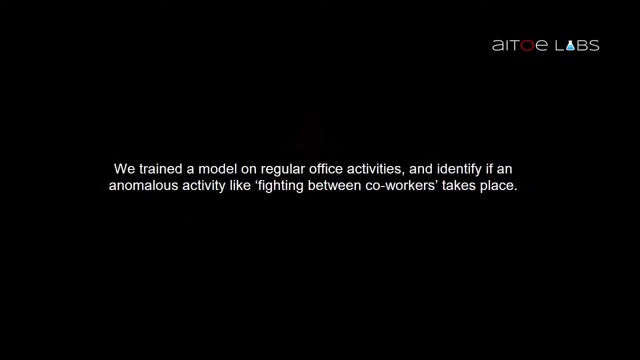 aITOe LABS
We trained a model on regular office activities, and identify if an
anomalous activity like ‘fighting between co-workers’ takes place.